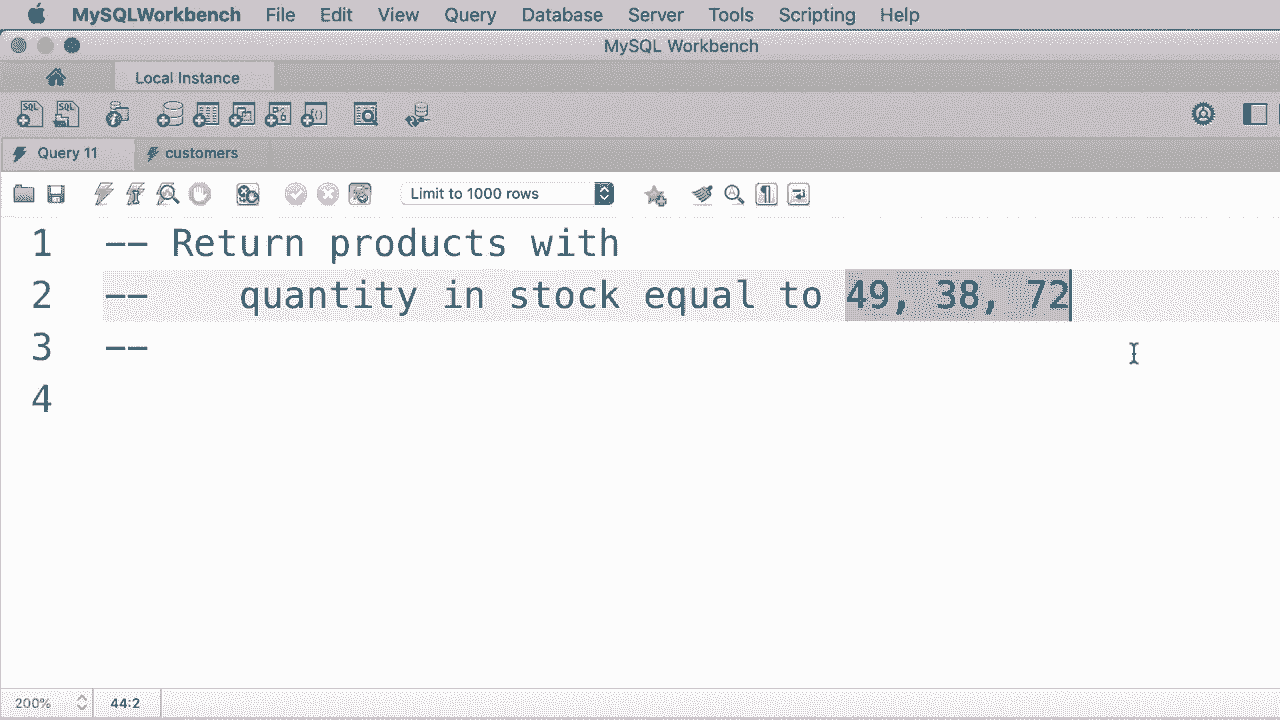 MySQLWorkbench File Edit View Query Database Server Tools Scripting Help
MySQL Workbench
Local Instance
SQL SQL
Query 11 customers
Limit to 1000 rows
1 -- Return products with
2 -- quantity in stock equal to 49, 38, 72
3 --
4
200% 44:2